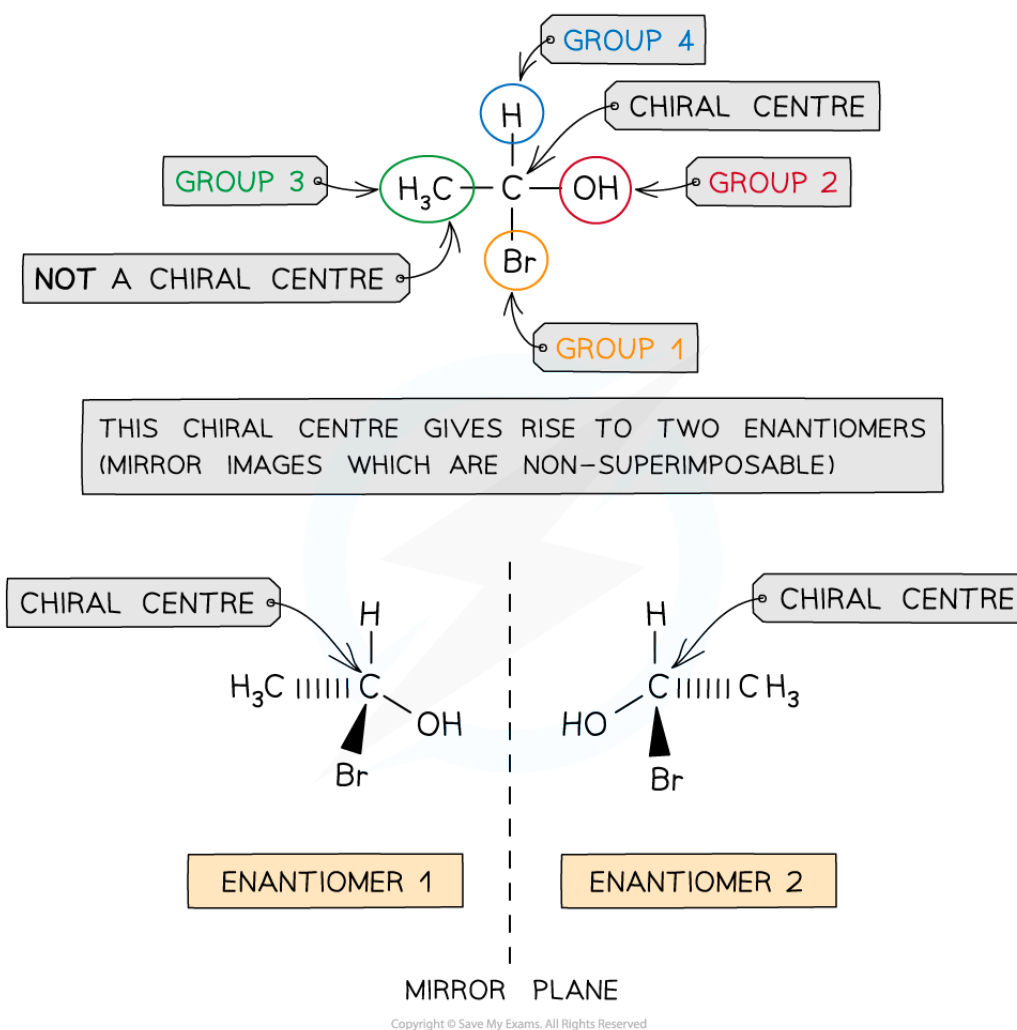 GROUP 4
H
CHIRAL CENTRE
GROUP 3
H₃C
C
OH
GROUP 2
NOT A CHIRAL CENTRE
Br
GROUP 1
THIS CHIRAL CENTRE GIVES RISE TO TWO ENANTIOMERS
(MIRROR IMAGES WHICH ARE NON-SUPERIMPOSABLE)
CHIRAL CENTRE
H
H₃C
C
OH
Br
CHIRAL CENTRE
H
C
CH₃
HO
Br
ENANTIOMER 1
ENANTIOMER 2
MIRROR PLANE
Copyright © Save My Exams. All Rights Reserved